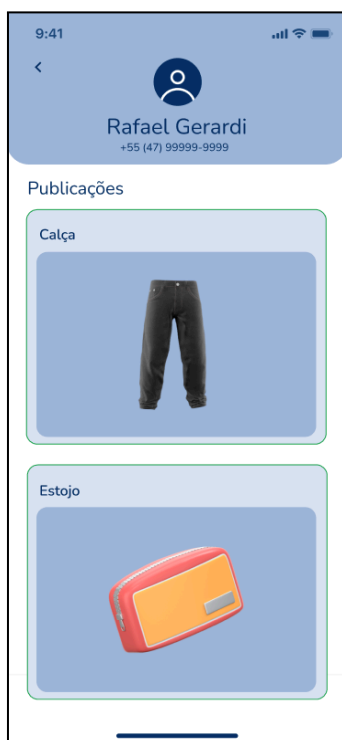 9:41
Rafael Gerardi
+55 (47) 99999-9999
Publicações
Calça
Estojo